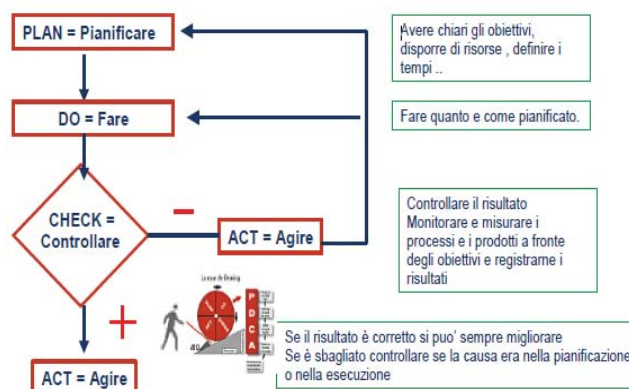 PLAN = Pianificare
Avere chiari gli obiettivi,
disporre di risorse , definire i
tempi ..
DO = Fare
Fare quanto e come pianificato.
CHECK =
Controllare
ACT = Agire
Controllare il risultato
Monitorare e misurare i
processi e i prodotti a fronte
degli obiettivi e registrarne i
risultati
P
D
C
A
Se il risultato è corretto si puo' sempre migliorare
Se è sbagliato controllare se la causa era nella pianificazione
o nella esecuzione
ACT = Agire